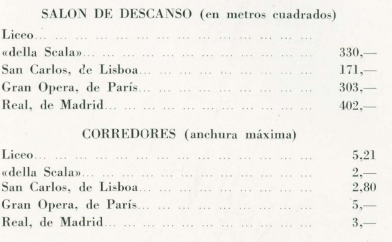 SALON DE DESCANSO (en metros cuadrados)
Liceo... ... ... ... ... ... ... ... ...
«della Scala»... ... ... ... ... ... ... 330,—
San Carlos, de Lisboa... ... ... ... ... 171,—
Gran Opera, de París... ... ... ... ... 303,—
Real, de Madrid... ... ... ... ... ... 402,—
CORREDORES (anchura máxima)
Liceo... ... ... ... ... ... ... ... ... 5,21
«della Scala»... ... ... ... ... ... ... 2,—
San Carlos, de Lisboa... ... ... ... ... 2,80
Gran Opera, de París... ... ... ... ... 5,—
Real, de Madrid... ... ... ... ... ... 3,—